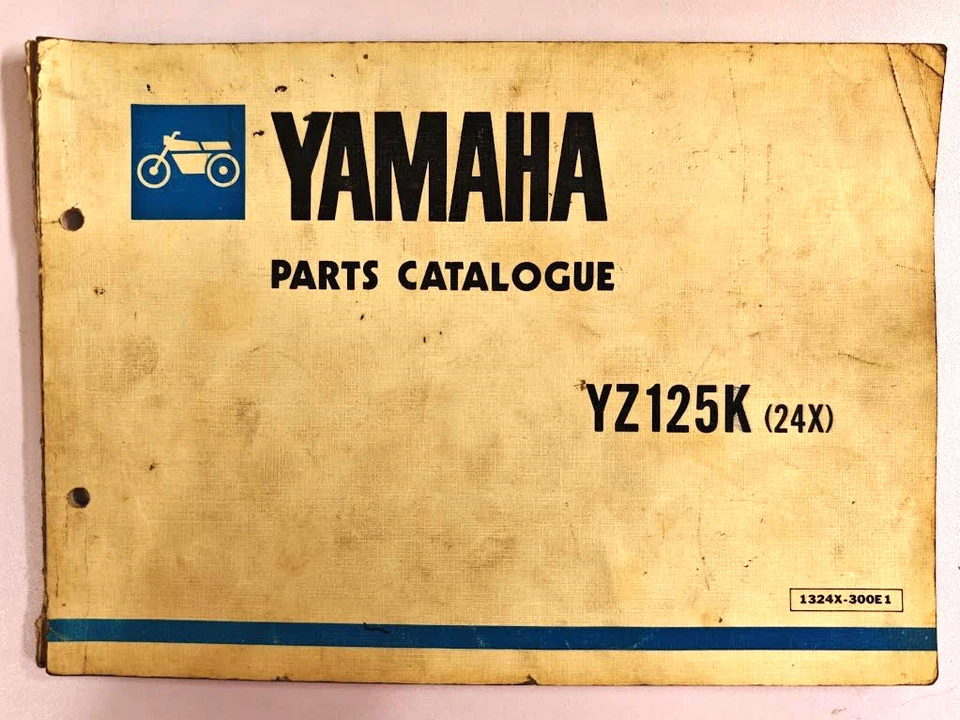 YAMAHA
PARTS CATALOGUE
YZ125K (24X)
1324X-300E1